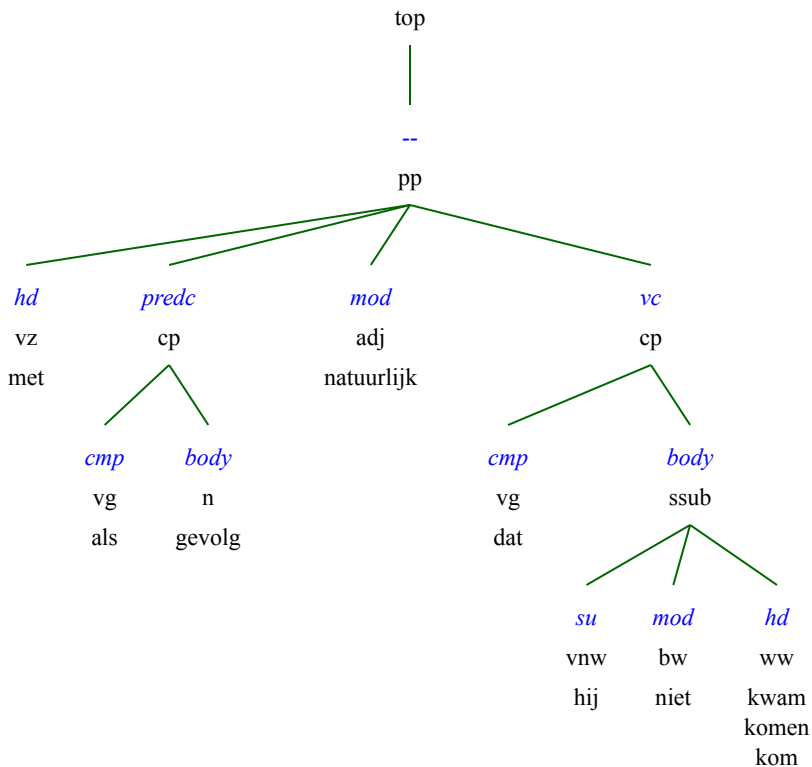 top
--
pp
hd predc mod vc
vz cp adj cp
met natuurlijk
cmp body cmp body
vg n vg ssub
als gevolg dat
su mod hd
vnw bw ww
hij niet kwam
komen
kom